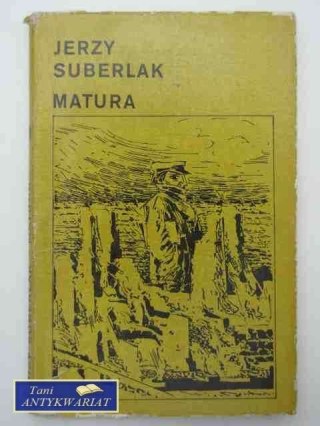 JERZY
SUBERLAK
MATURA
Tani
ANTYKWARIAT